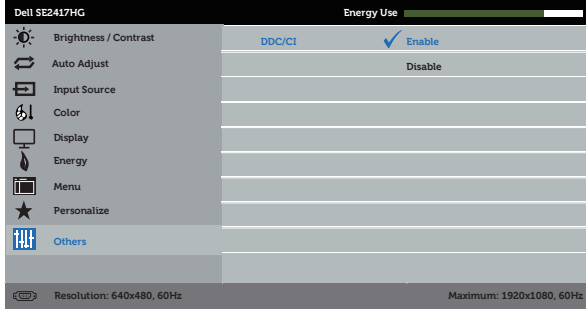 Dell SE2417HG Energy Use
Brightness / Contrast DDC/CI Enable
Auto Adjust Disable
Input Source
Color
Display
Energy
Menu
Personalize
Others
Resolution: 640x480, 60Hz Maximum: 1920x1080, 60Hz